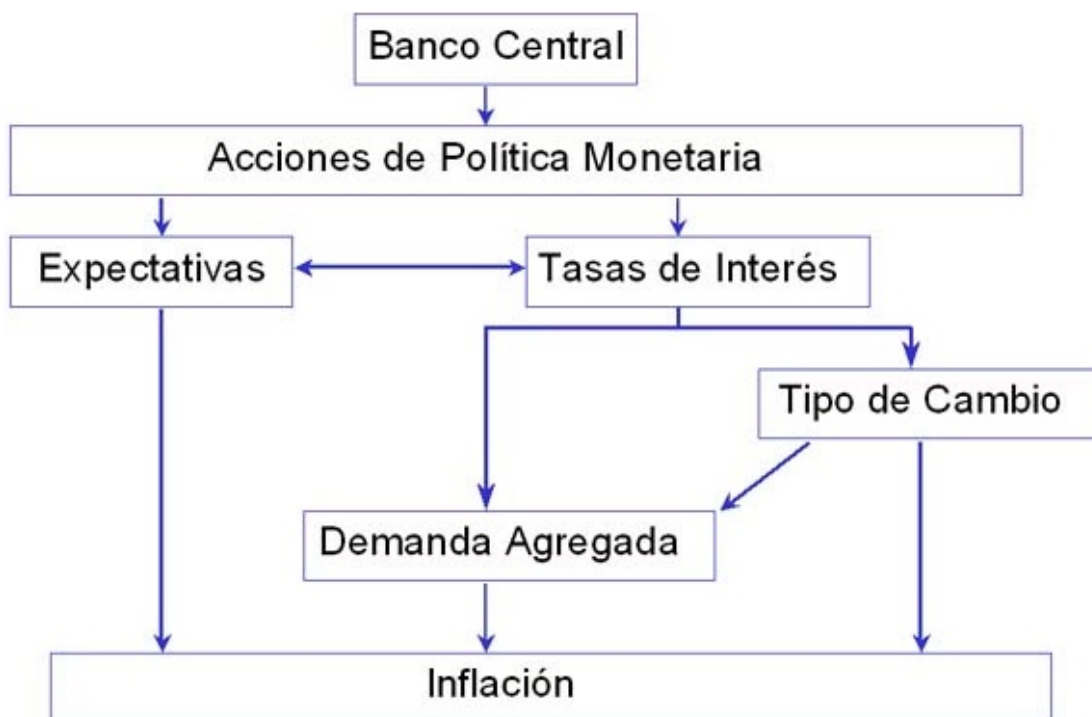 Banco Central
Acciones de Política Monetaria
Expectativas
Tasas de Interés
Tipo de Cambio
Demanda Agregada
Inflación